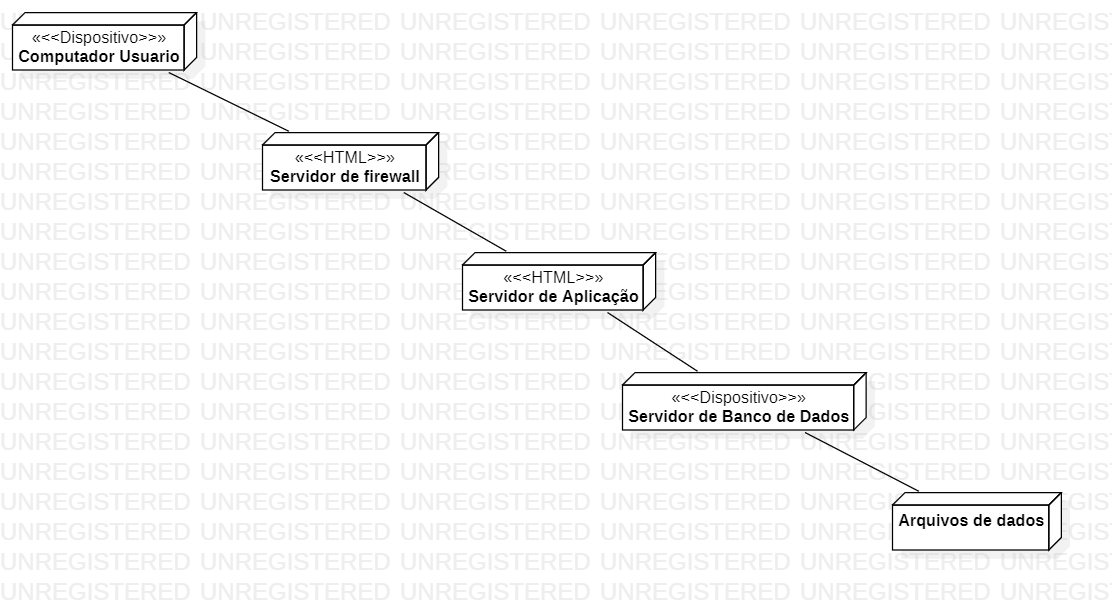 «<<Dispositivo>>»
Computador Usuario
«<<HTML>>»
Servidor de firewall
«<<HTML>>»
Servidor de Aplicação
«<<Dispositivo>>»
Servidor de Banco de Dados
Arquivos de dados
UNREGISTERED